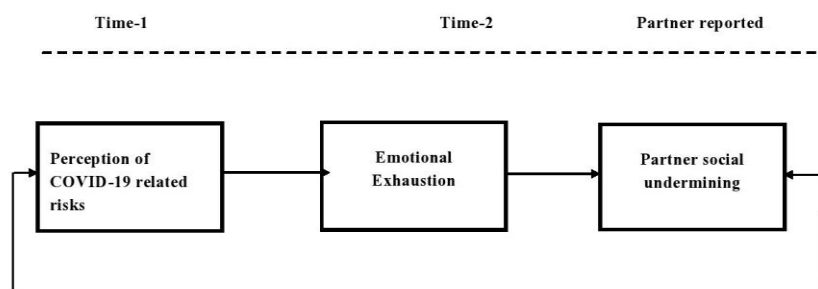 Time-1 Time-2 Partner reported
Perception of
COVID-19 related
risks
Emotional
Exhaustion
Partner social
undermining